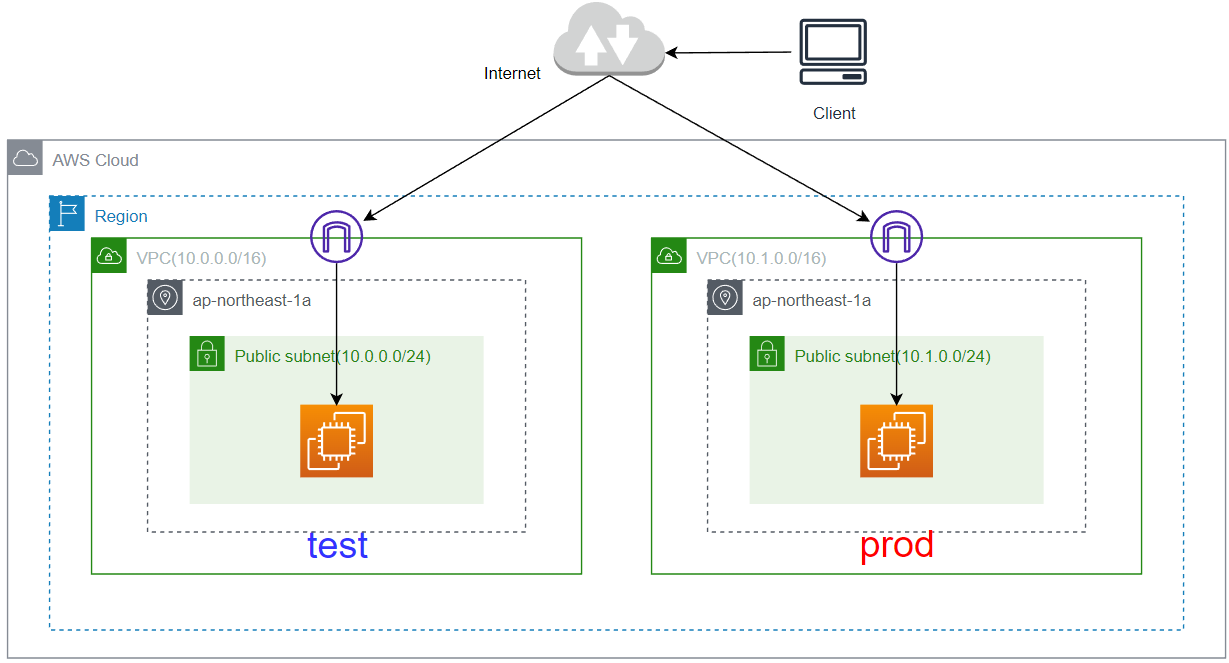 Internet
Client
AWS Cloud
Region
VPC(10.0.0.0/16)
ap-northeast-1a
Public subnet(10.0.0.0/24)
test
VPC(10.1.0.0/16)
ap-northeast-1a
Public subnet(10.1.0.0/24)
prod